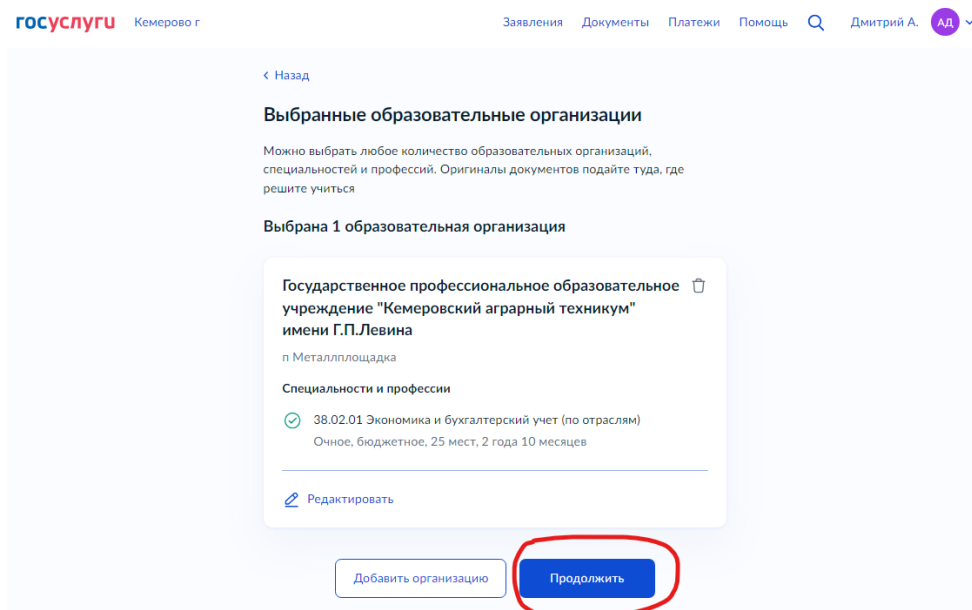 госуслуги Кемерово г Заявления Документы Платежи Помощь Дмитрий А. АД
Назад
Выбранные образовательные организации
Можно выбрать любое количество образовательных организаций,
специальностей и профессий. Оригиналы документов подайте туда, где
решите учиться
Выбрана 1 образовательная организация
Государственное профессиональное образовательное
учреждение "Кемеровский аграрный техникум"
имени Г.П.Левина
п Металлплощадка
Специальности и профессии
38.02.01 Экономика и бухгалтерский учет (по отраслям)
Очное, бюджетное, 25 мест, 2 года 10 месяцев
Редактировать
Добавить организацию Продолжить